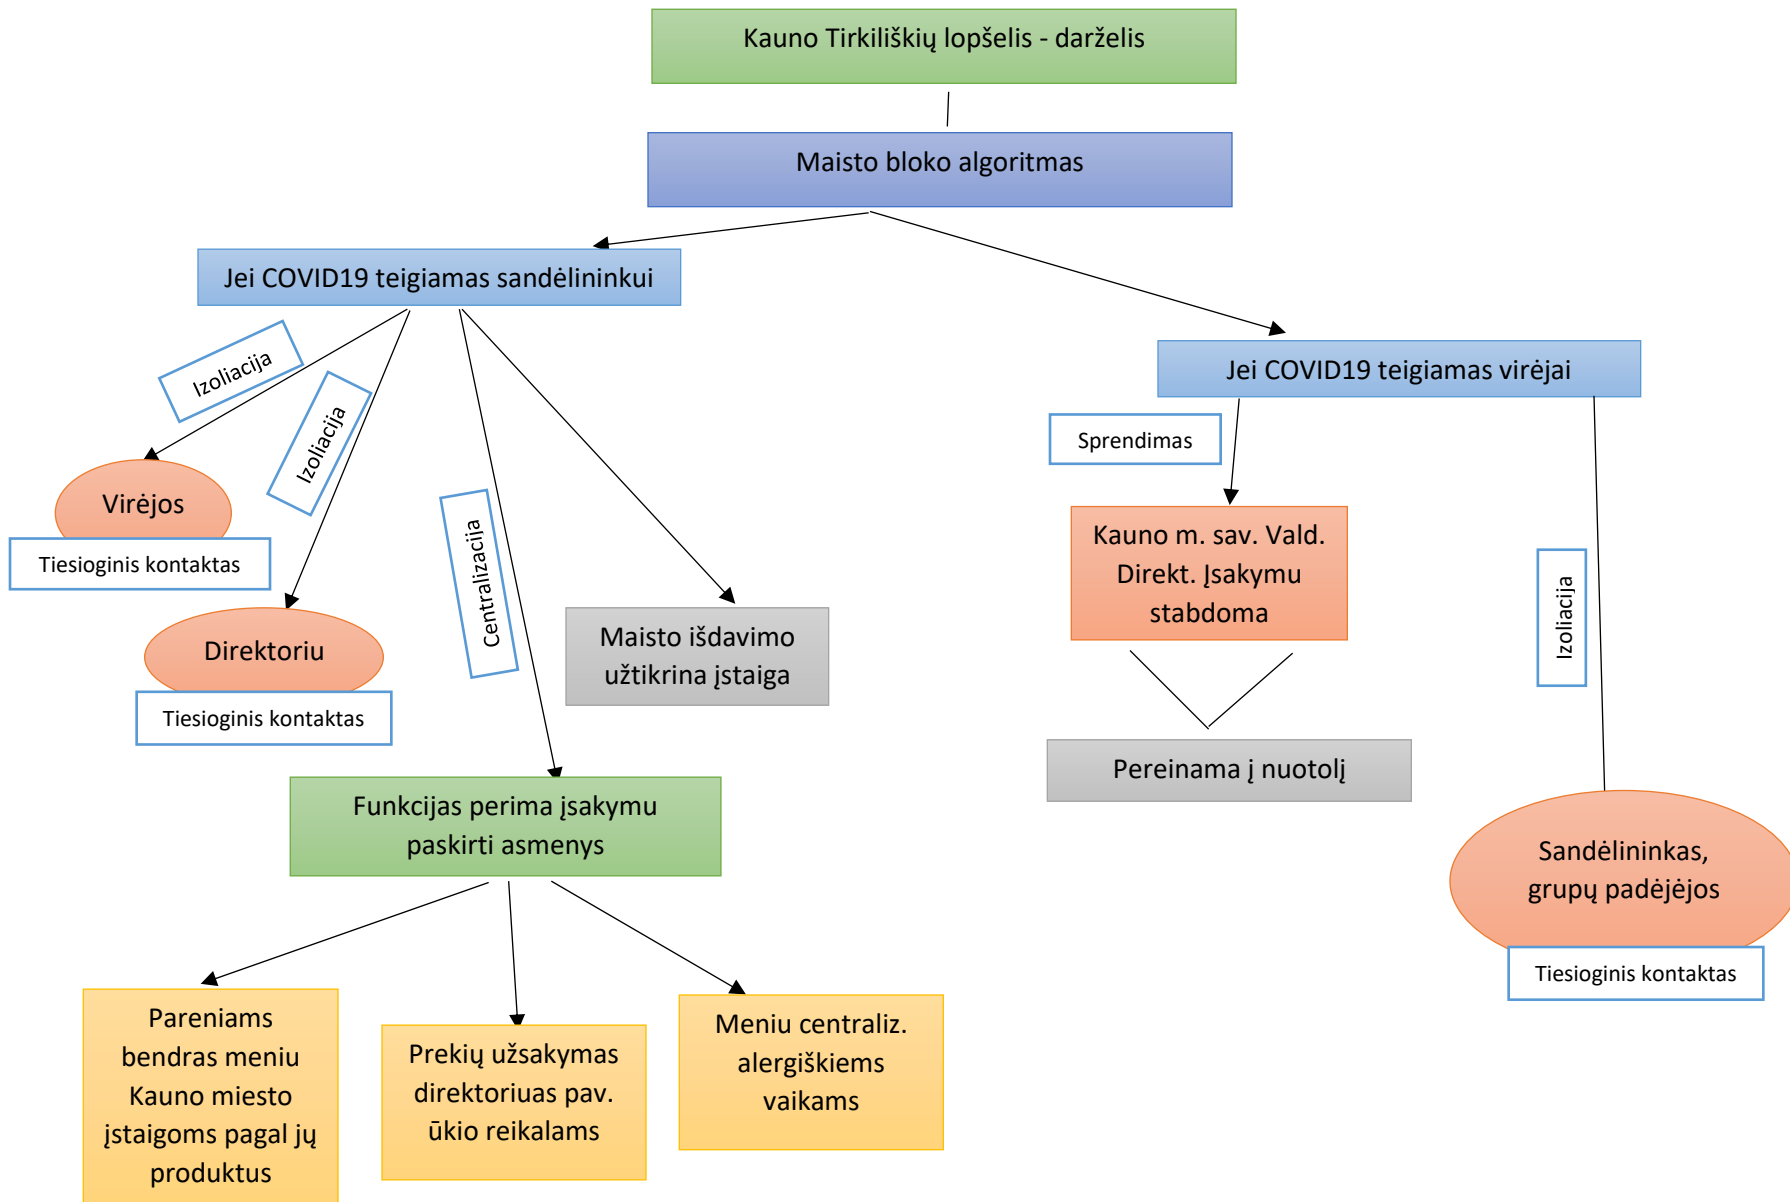 Kauno Tirkiliškių lopšelis - darželis
Maisto bloko algoritmas
Jei COVID19 teigiamas sandėlininkui
Jei COVID19 teigiamas virėjai
Izoliacija
Izoliacija
Centralizacija
Sprendimas
Izoliacija
Virėjos
Tiesioginis kontaktas
Direktoriu
Tiesioginis kontaktas
Maisto išdavimo
užtikrina įstaiga
Kauno m. sav. Vald.
Direkt. Įsakymu
stabdoma
Pereinama į nuotolį
Funkcijas perima įsakymu
paskirti asmenys
Sandėlininkas,
grupų padėjėjos
Tiesioginis kontaktas
Pareniams
bendras meniu
Kauno miesto
įstaigoms pagal jų
produktus
Prekių užsakymas
direktoriuas pav.
ūkio reikalams
Meniu centraliz.
alergiškiems
vaikams